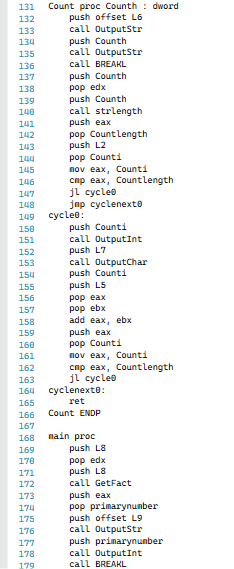 131 Count proc Counth : dword
132 push offset L6
133 call OutputStr
134 push Counth
135 call OutputStr
136 call BREAKL
137 push Counth
138 pop edx
139 push Counth
140 call strlength
141 push eax
142 pop Countlength
143 push L2
144 pop Counti
145 mov eax, Counti
146 cmp eax, Countlength
147 jl cycle0
148 jmp cyclenext0
149 cycle0:
150 push Counti
151 call OutputInt
152 push L7
153 call OutputChar
154 push Counti
155 push L5
156 pop eax
157 pop ebx
158 add eax, ebx
159 push eax
160 pop Counti
161 mov eax, Counti
162 cmp eax, Countlength
163 jl cycle0
164 cyclenext0:
165 ret
166 Count ENDP
167
168 main proc
169 push L8
170 pop edx
171 push L8
172 call GetFact
173 push eax
174 pop primarynumber
175 push offset L9
176 call OutputStr
177 push primarynumber
178 call OutputInt
179 call BREAKL